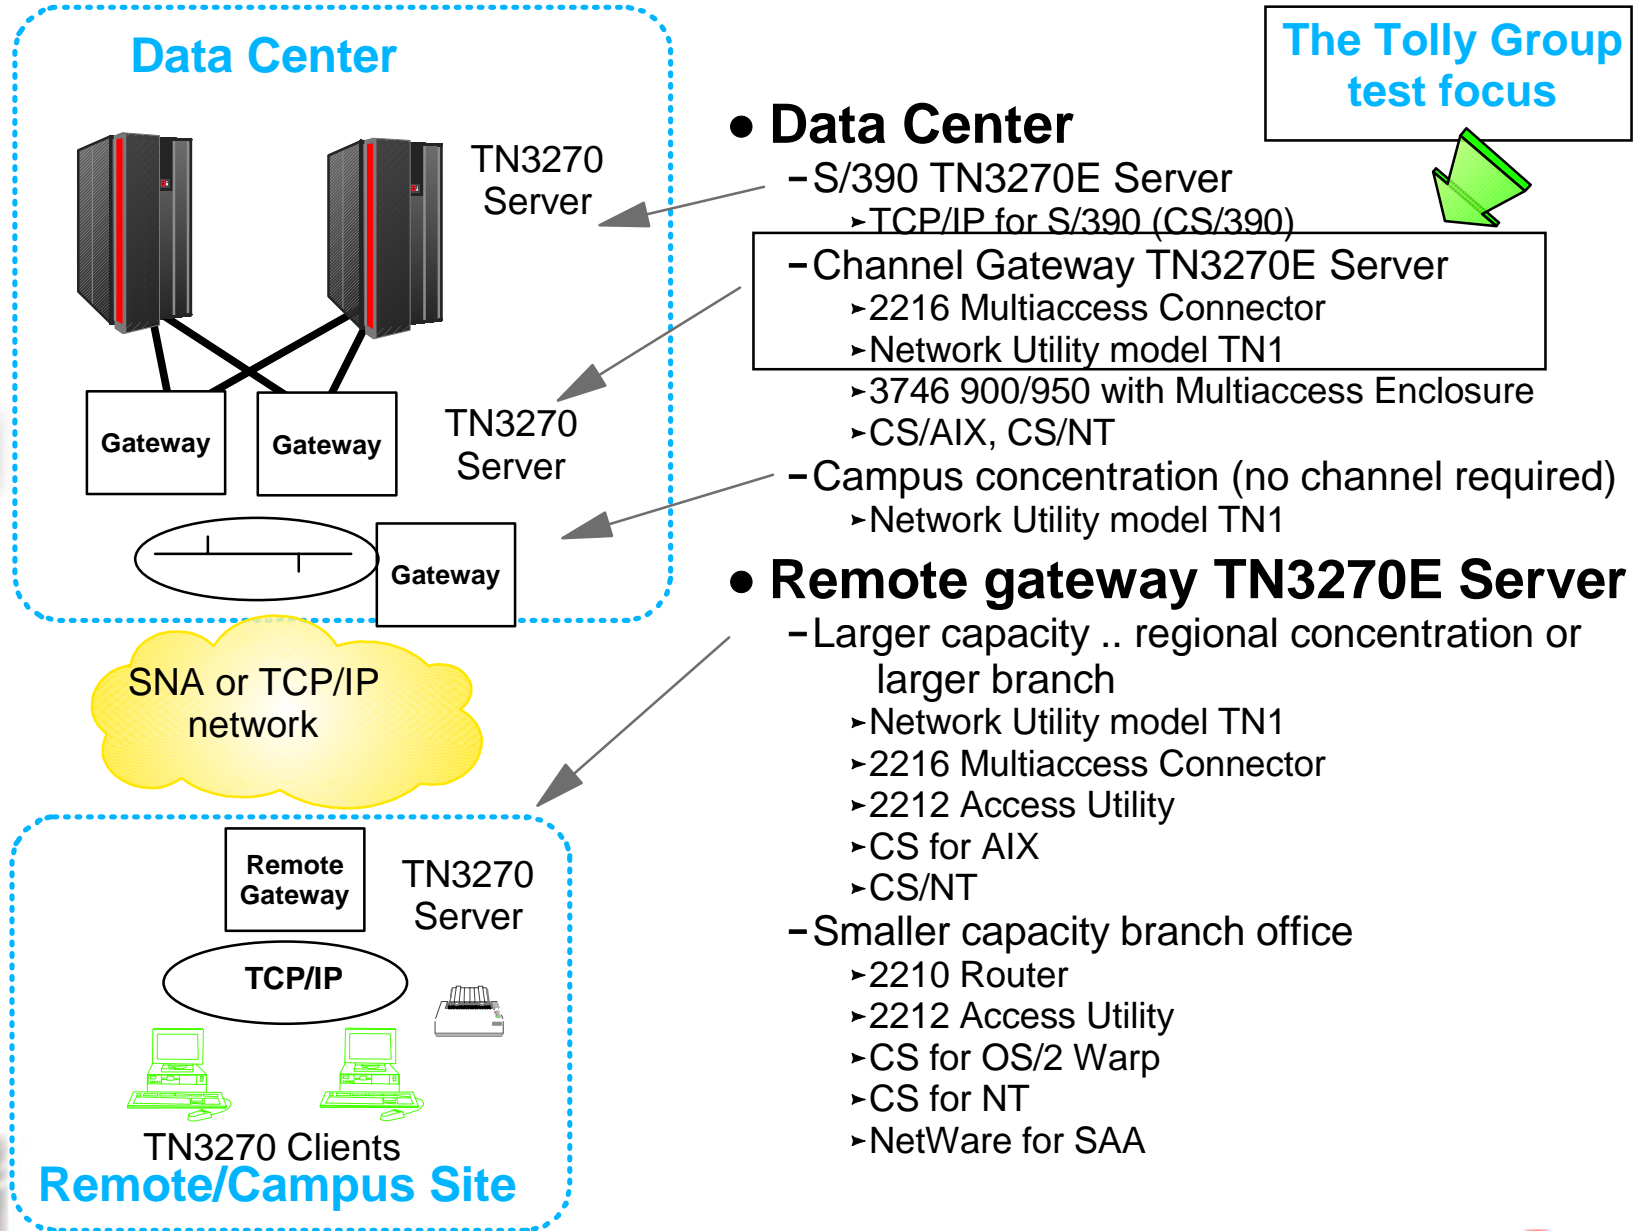 Data Center
The Tolly Group
test focus
TN3270
Server
Gateway
Gateway
TN3270
Server
Gateway
SNA or TCP/IP
network
Remote
Gateway
TN3270
Server
TCP/IP
TN3270 Clients
Remote/Campus Site
● Data Center
–S/390 TN3270E Server
➢TCP/IP for S/390 (CS/390)
–Channel Gateway TN3270E Server
➢2216 Multiaccess Connector
➢Network Utility model TN1
➢3746 900/950 with Multiaccess Enclosure
➢CS/AIX, CS/NT
–Campus concentration (no channel required)
➢Network Utility model TN1
● Remote gateway TN3270E Server
–Larger capacity .. regional concentration or
larger branch
➢Network Utility model TN1
➢2216 Multiaccess Connector
➢2212 Access Utility
➢CS for AIX
➢CS/NT
–Smaller capacity branch office
➢2210 Router
➢2212 Access Utility
➢CS for OS/2 Warp
➢CS for NT
➢NetWare for SAA